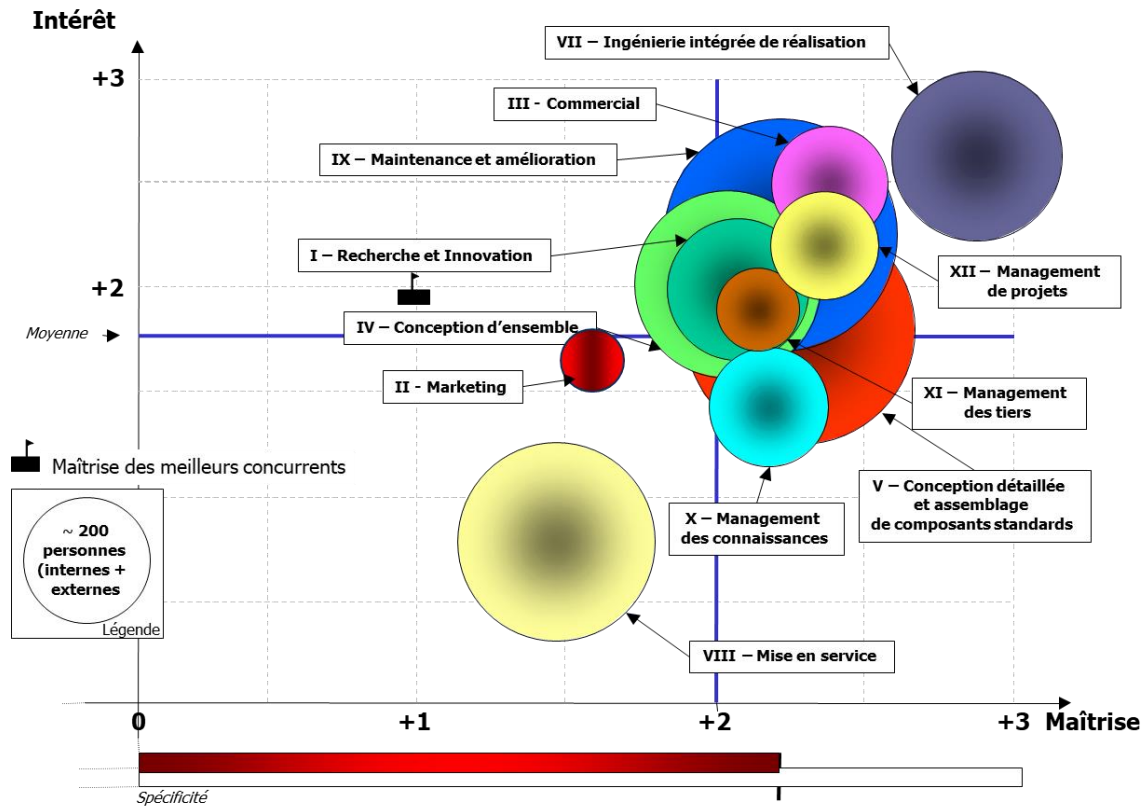 Intérêt
VII – Ingénierie intégrée de réalisation
+3
III - Commercial
IX – Maintenance et amélioration
I – Recherche et Innovation
XII – Management
de projets
+2
Moyenne
IV – Conception d'ensemble
II - Marketing
XI – Management
des tiers
Maîtrise des meilleurs concurrents
V – Conception détaillée
et assemblage
de composants standards
X – Management
des connaissances
~ 200
personnes
(internes +
externes
Légende
VIII – Mise en service
0
+1
+2
+3
Maîtrise
Spécificité